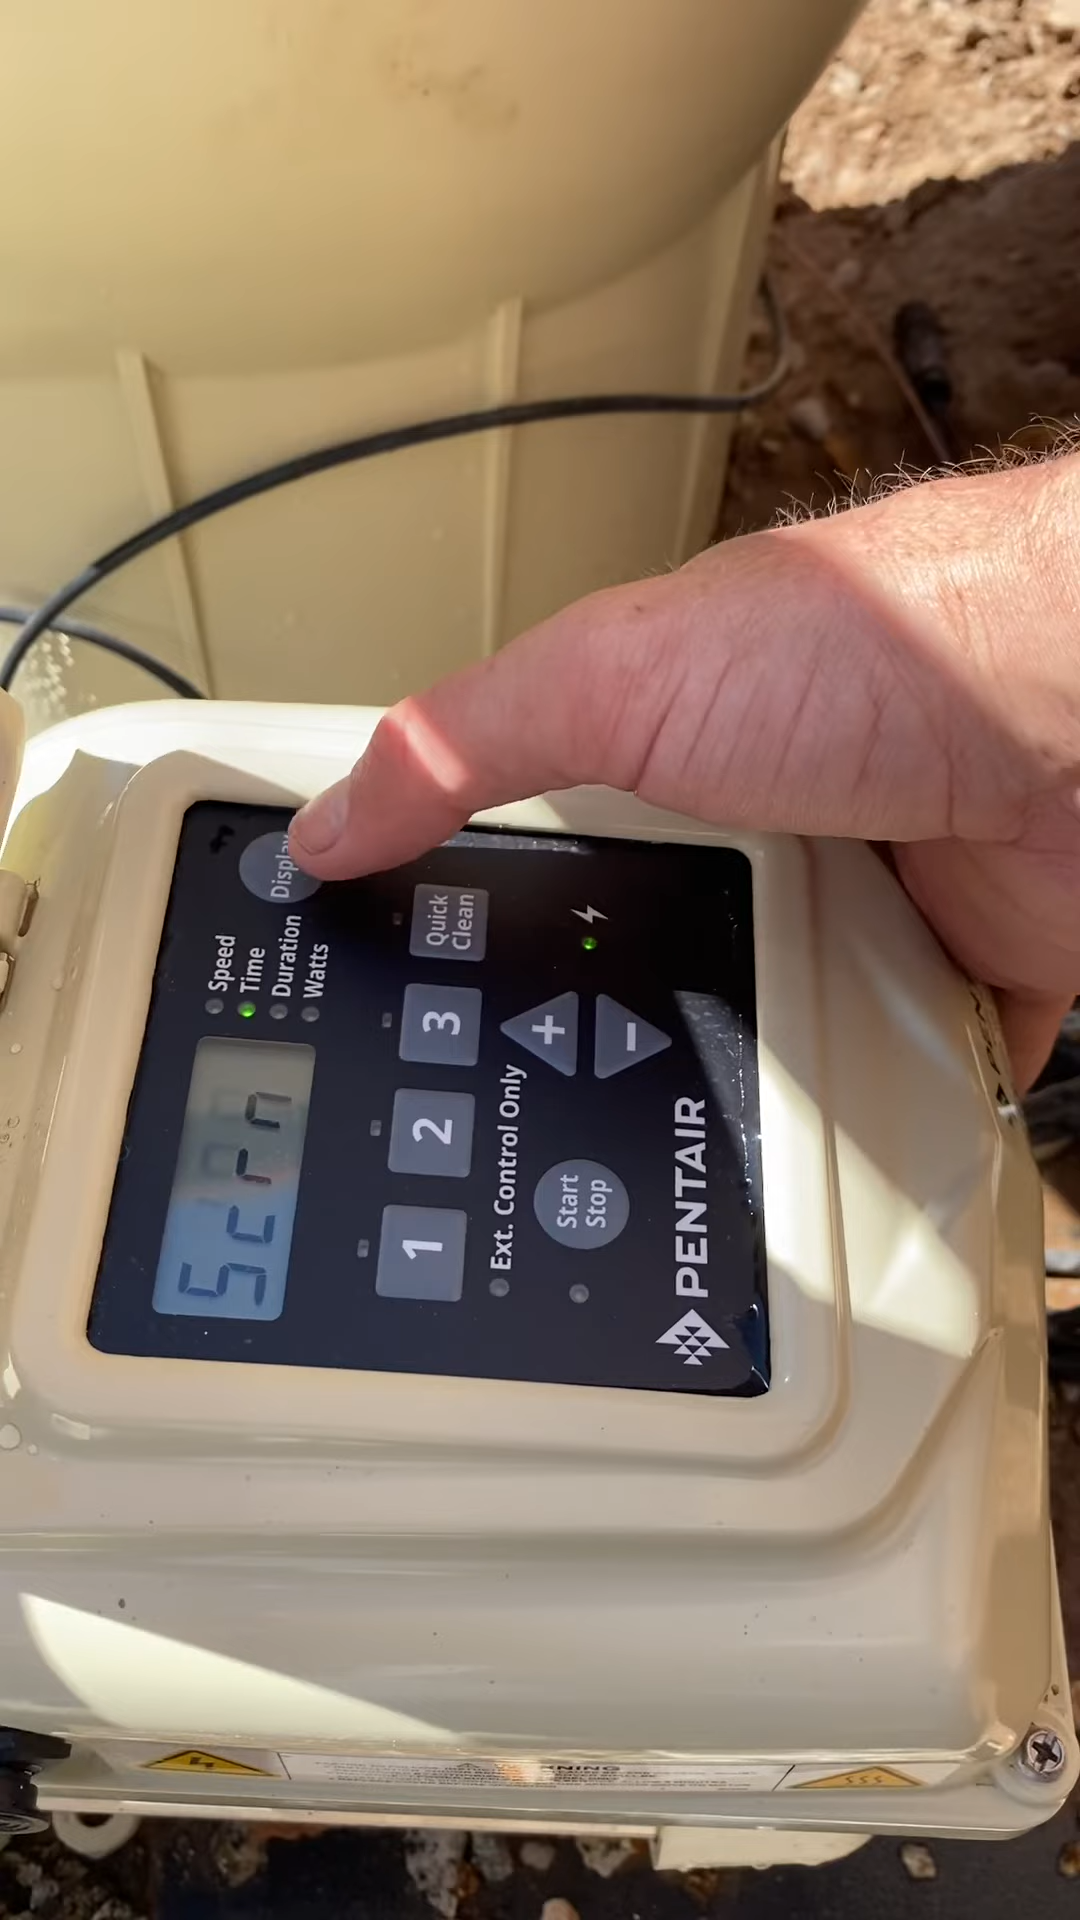 Display
Speed
Time
Duration
Watts
Scrn
1
2
3
Quick
Clean
Ext. Control Only
+
-
Start
Stop
PENTAIR